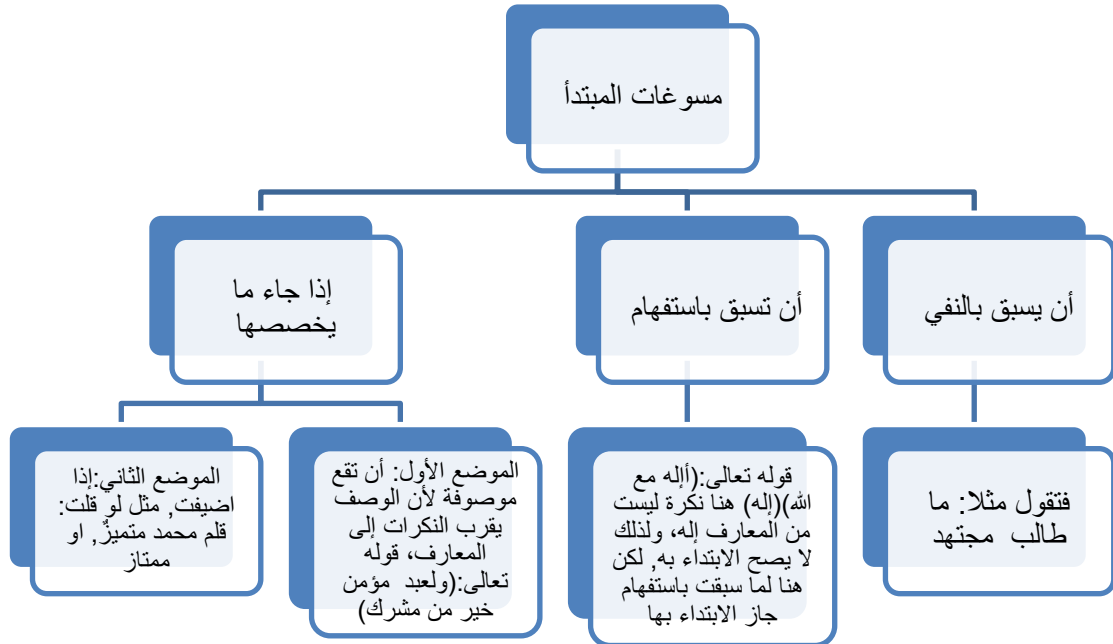 مسوغات المبتدأ
أن يسبق بالنفي
أن تسبق باستفهام
إذا جاء ما
يخصصها
فتقول مثلا: ما
طالب مجتهد
قوله تعالى:(أإله مع
الله)(إله) هنا نكرة ليست
من المعارف إله، ولذلك
لا يصح الابتداء به, لكن
هنا لما سبقت باستفهام
جاز الابتداء بها
الموضع الأول: أن تقع
موصوفة لأن الوصف
يقرب النكرات إلى
المعارف، قوله
تعالى:(ولعبد مؤمن
خير من مشرك)
الموضع الثاني:إذا
اضيفت, مثل لو قلت:
قلم محمد متميزٌ, او
ممتاز